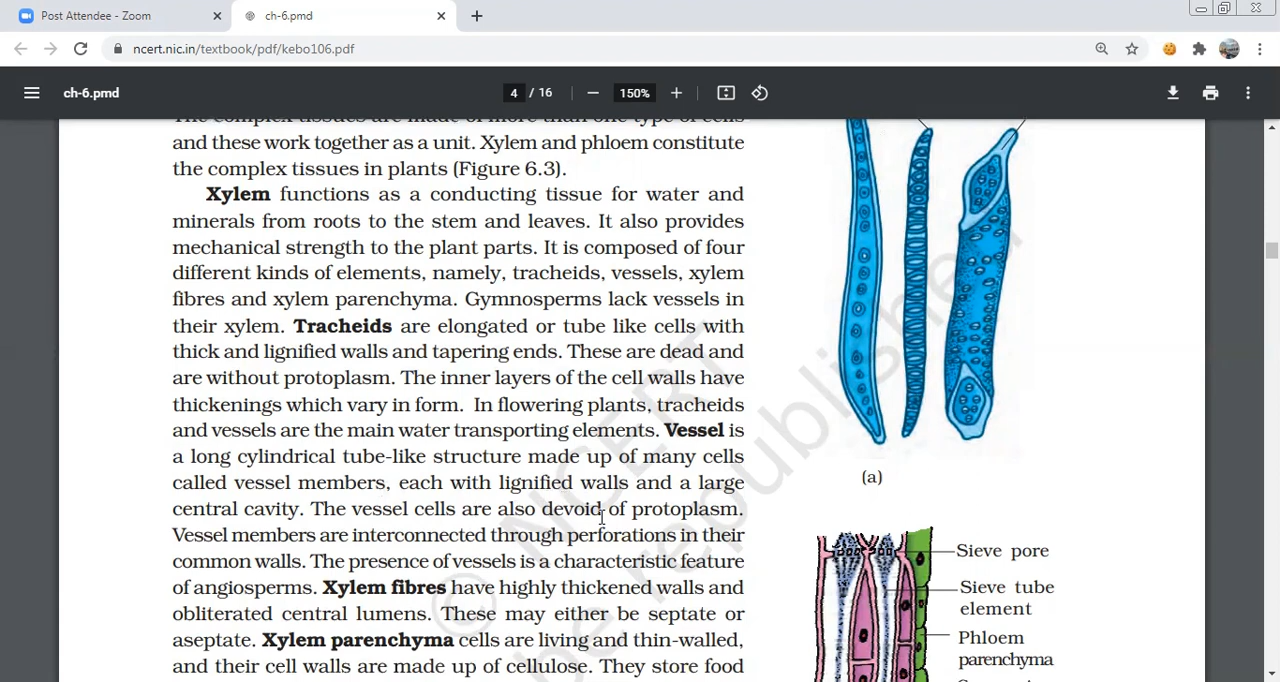 Post Attendee - Zoom
ch-6.pmd
ncert.nic.in/textbook/pdf/kebo106.pdf
ch-6.pmd
4 / 16
150%
The complex tissues are made of more than one type of cells
and these work together as a unit. Xylem and phloem constitute
the complex tissues in plants (Figure 6.3).
Xylem functions as a conducting tissue for water and
minerals from roots to the stem and leaves. It also provides
mechanical strength to the plant parts. It is composed of four
different kinds of elements, namely, tracheids, vessels, xylem
fibres and xylem parenchyma. Gymnosperms lack vessels in
their xylem. Tracheids are elongated or tube like cells with
thick and lignified walls and tapering ends. These are dead and
are without protoplasm. The inner layers of the cell walls have
thickenings which vary in form. In flowering plants, tracheids
and vessels are the main water transporting elements. Vessel is
a long cylindrical tube-like structure made up of many cells
called vessel members, each with lignified walls and a large
central cavity. The vessel cells are also devoid of protoplasm.
Vessel members are interconnected through perforations in their
common walls. The presence of vessels is a characteristic feature
of angiosperms. Xylem fibres have highly thickened walls and
obliterated central lumens. These may either be septate or
aseptate. Xylem parenchyma cells are living and thin-walled,
and their cell walls are made up of cellulose. They store food
(a)
Sieve pore
Sieve tube
element
Phloem
parenchyma
© NCERT
be republished